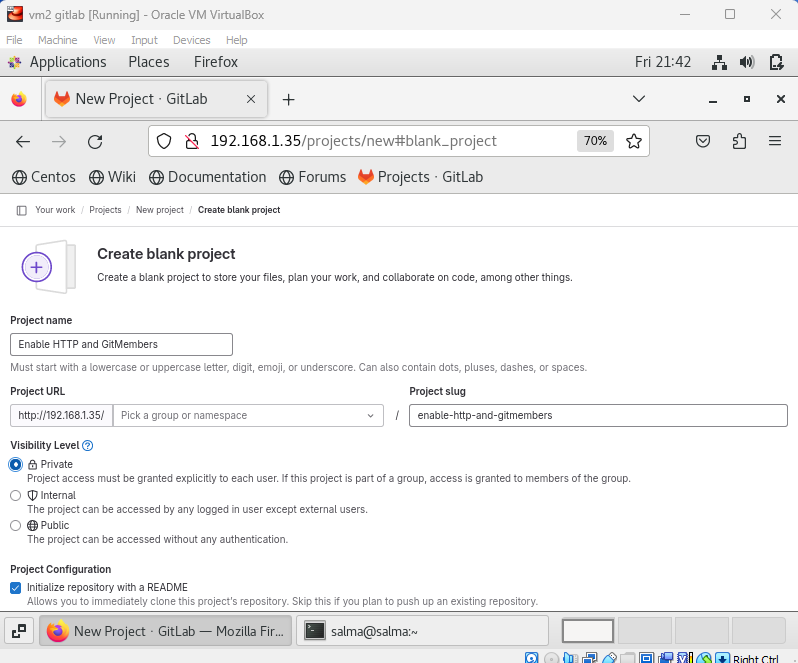 vm2 gitlab [Running] - Oracle VM VirtualBox
File Machine View Input Devices Help
Applications Places Firefox Fri 21:42
New Project · GitLab
192.168.1.35/projects/new#blank_project 70%
Centos Wiki Documentation Forums Projects · GitLab
Your work / Projects / New project / Create blank project
Create blank project
Create a blank project to store your files, plan your work, and collaborate on code, among other things.
Project name
Enable HTTP and GitMembers
Must start with a lowercase or uppercase letter, digit, emoji, or underscore. Can also contain dots, pluses, dashes, or spaces.
Project URL Project slug
http://192.168.1.35/ Pick a group or namespace / enable-http-and-gitmembers
Visibility Level
Private
Project access must be granted explicitly to each user. If this project is part of a group, access is granted to members of the group.
Internal
The project can be accessed by any logged in user except external users.
Public
The project can be accessed without any authentication.
Project Configuration
Initialize repository with a README
Allows you to immediately clone this project's repository. Skip this if you plan to push up an existing repository.
New Project · GitLab — Mozilla Fir... salma@salma:~
Right Ctrl